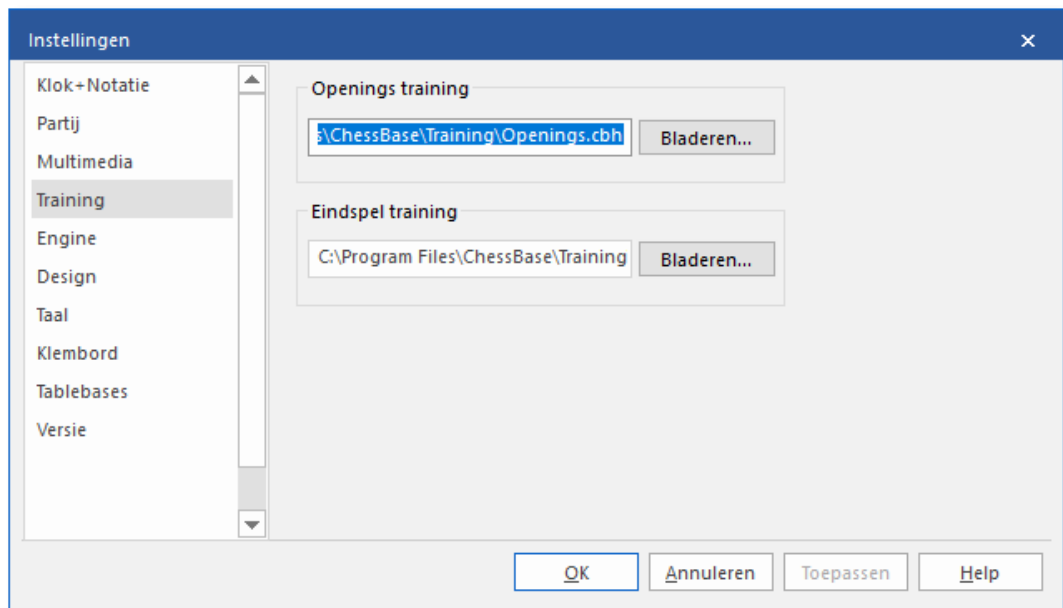 Instellingen
Klok+Notatie
Partij
Multimedia
Training
Engine
Design
Taal
Klembord
Tablebases
Versie
Openings training
s\ChessBase\Training\Openings.cbh
Bladeren...
Eindspel training
C:\Program Files\ChessBase\Training
Bladeren...
OK
Annuleren
Toepassen
Help